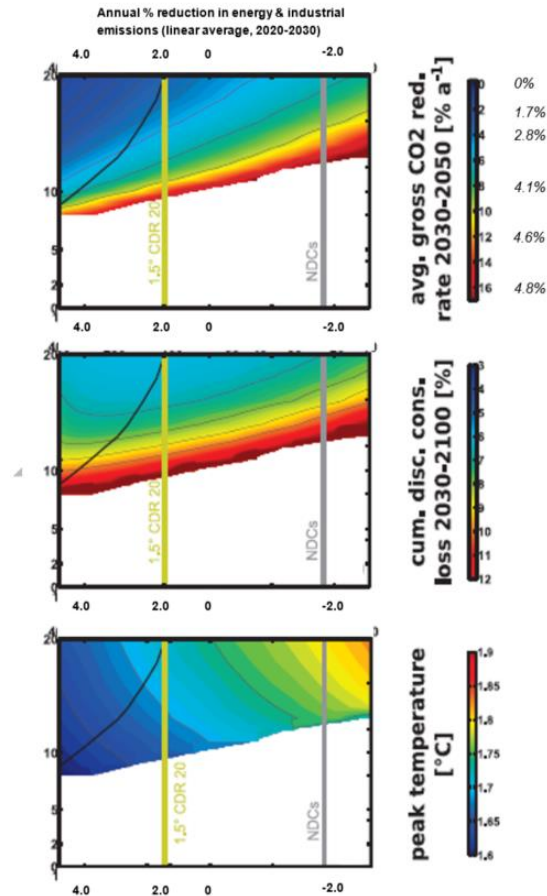 Annual % reduction in energy & industrial
emissions (linear average, 2020-2030)
4.0 2.0 0 -2.0
20
10
5
2
0
1.5° CDR 20
NDCs
avg. gross CO2 red.
rate 2030-2050 [% a⁻¹]
0
2
4
6
8
10
12
14
16
0%
1.7%
2.8%
4.1%
4.6%
4.8%
4.0 2.0 0 -2.0
20
10
5
2
0
1.5° CDR 20
NDCs
cum. disc. cons.
loss 2030-2100 [%]
3
4
5
6
7
8
9
10
11
12
4.0 2.0 0 -2.0
20
10
5
2
0
1.5° CDR 20
NDCs
peak temperature
[°C]
1.9
1.85
1.8
1.75
1.7
1.65
1.6
4.0 2.0 0 -2.0